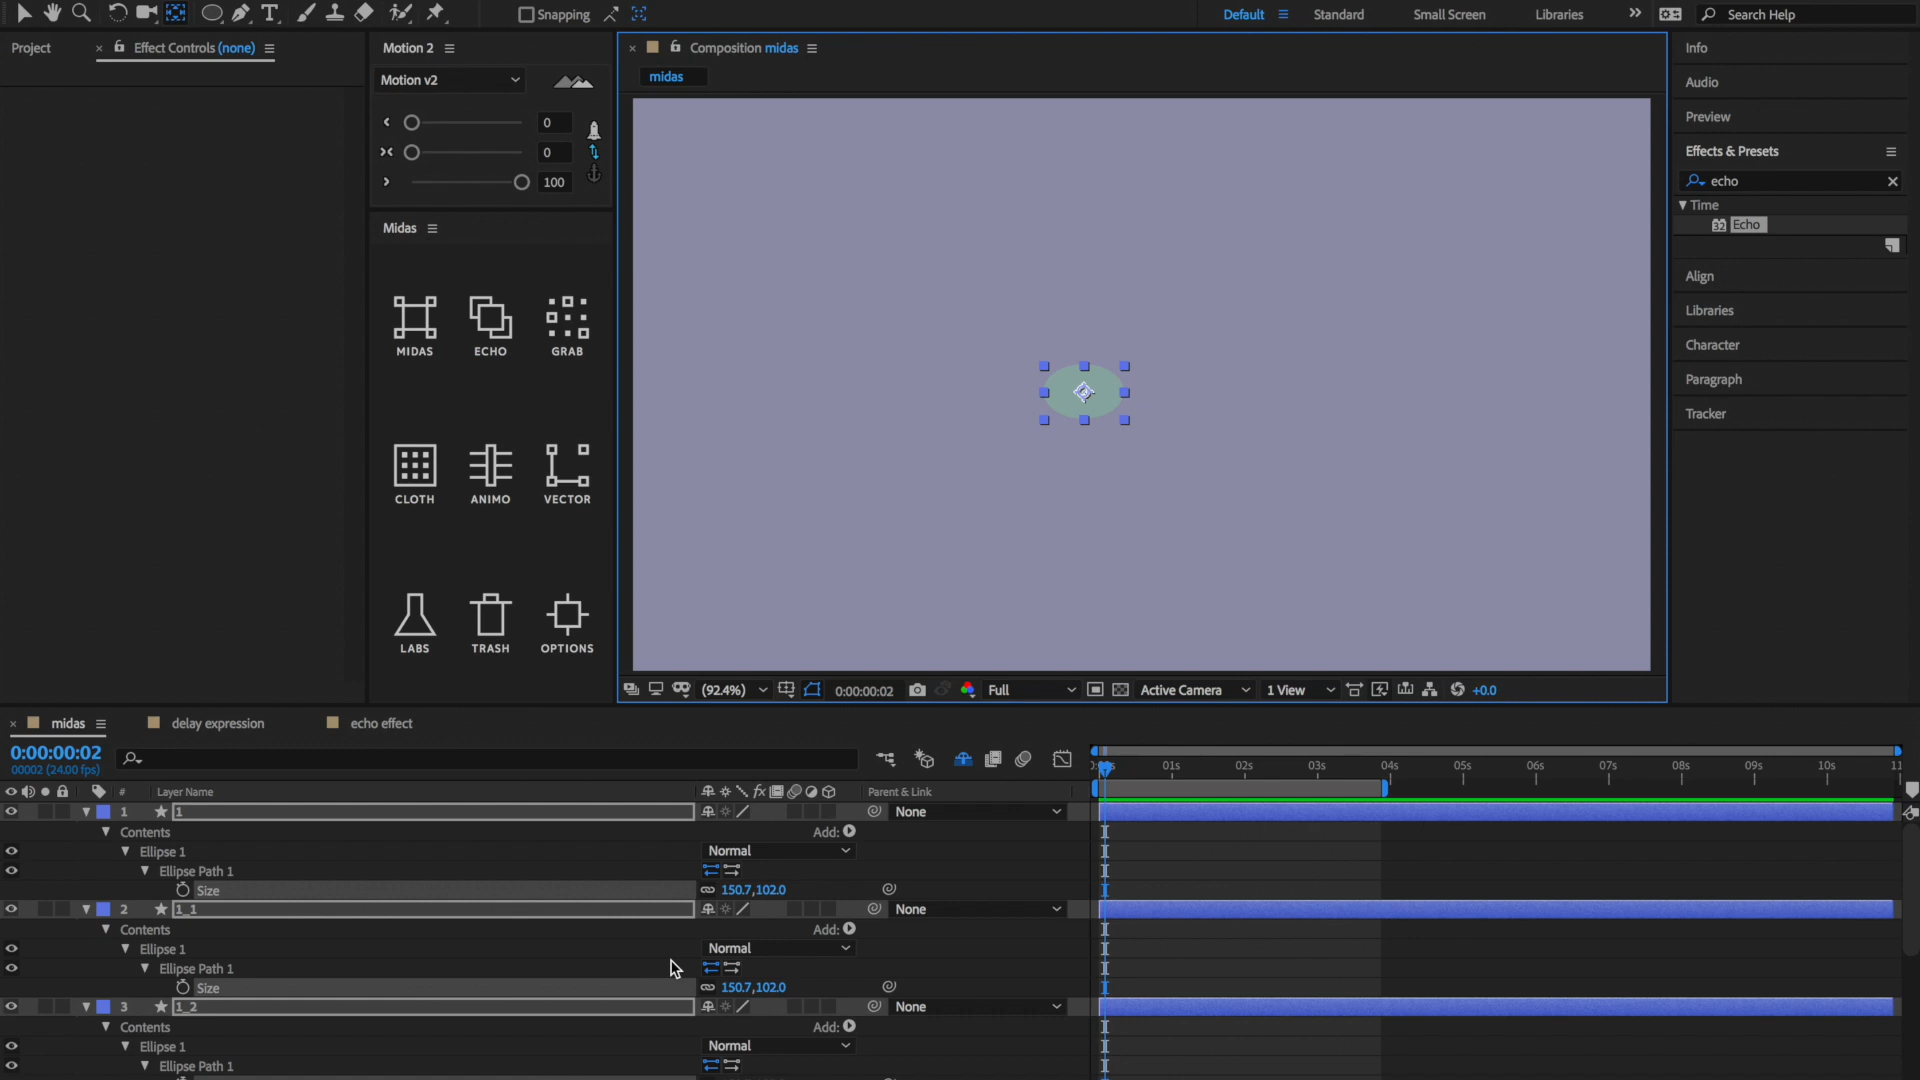 Snapping
Default
Standard
Small Screen
Libraries
Search Help
Project
Effect Controls (none)
Motion 2
Composition midas
Info
midas
Motion v2
Audio
0
Preview
0
Effects & Presets
100
echo
Time
32 Echo
Midas
Align
Libraries
MIDAS ECHO GRAB
Character
Paragraph
Tracker
CLOTH ANIMO VECTOR
LABS TRASH OPTIONS
(92.4%)
0:00:00:02
Full
Active Camera
1 View
+0.0
midas
delay expression
echo effect
0:00:00:02
00002 (24.00 fps)
01s 02s 03s 04s 05s 06s 07s 08s 09s 10s 11
# Layer Name
fx
Parent & Link
1 1 None
Contents Add:
Ellipse 1 Normal
Ellipse Path 1
Size 150.7,102.0
2 1_1 None
Contents Add:
Ellipse 1 Normal
Ellipse Path 1
Size 150.7,102.0
3 1_2 None
Contents Add:
Ellipse 1 Normal
Ellipse Path 1